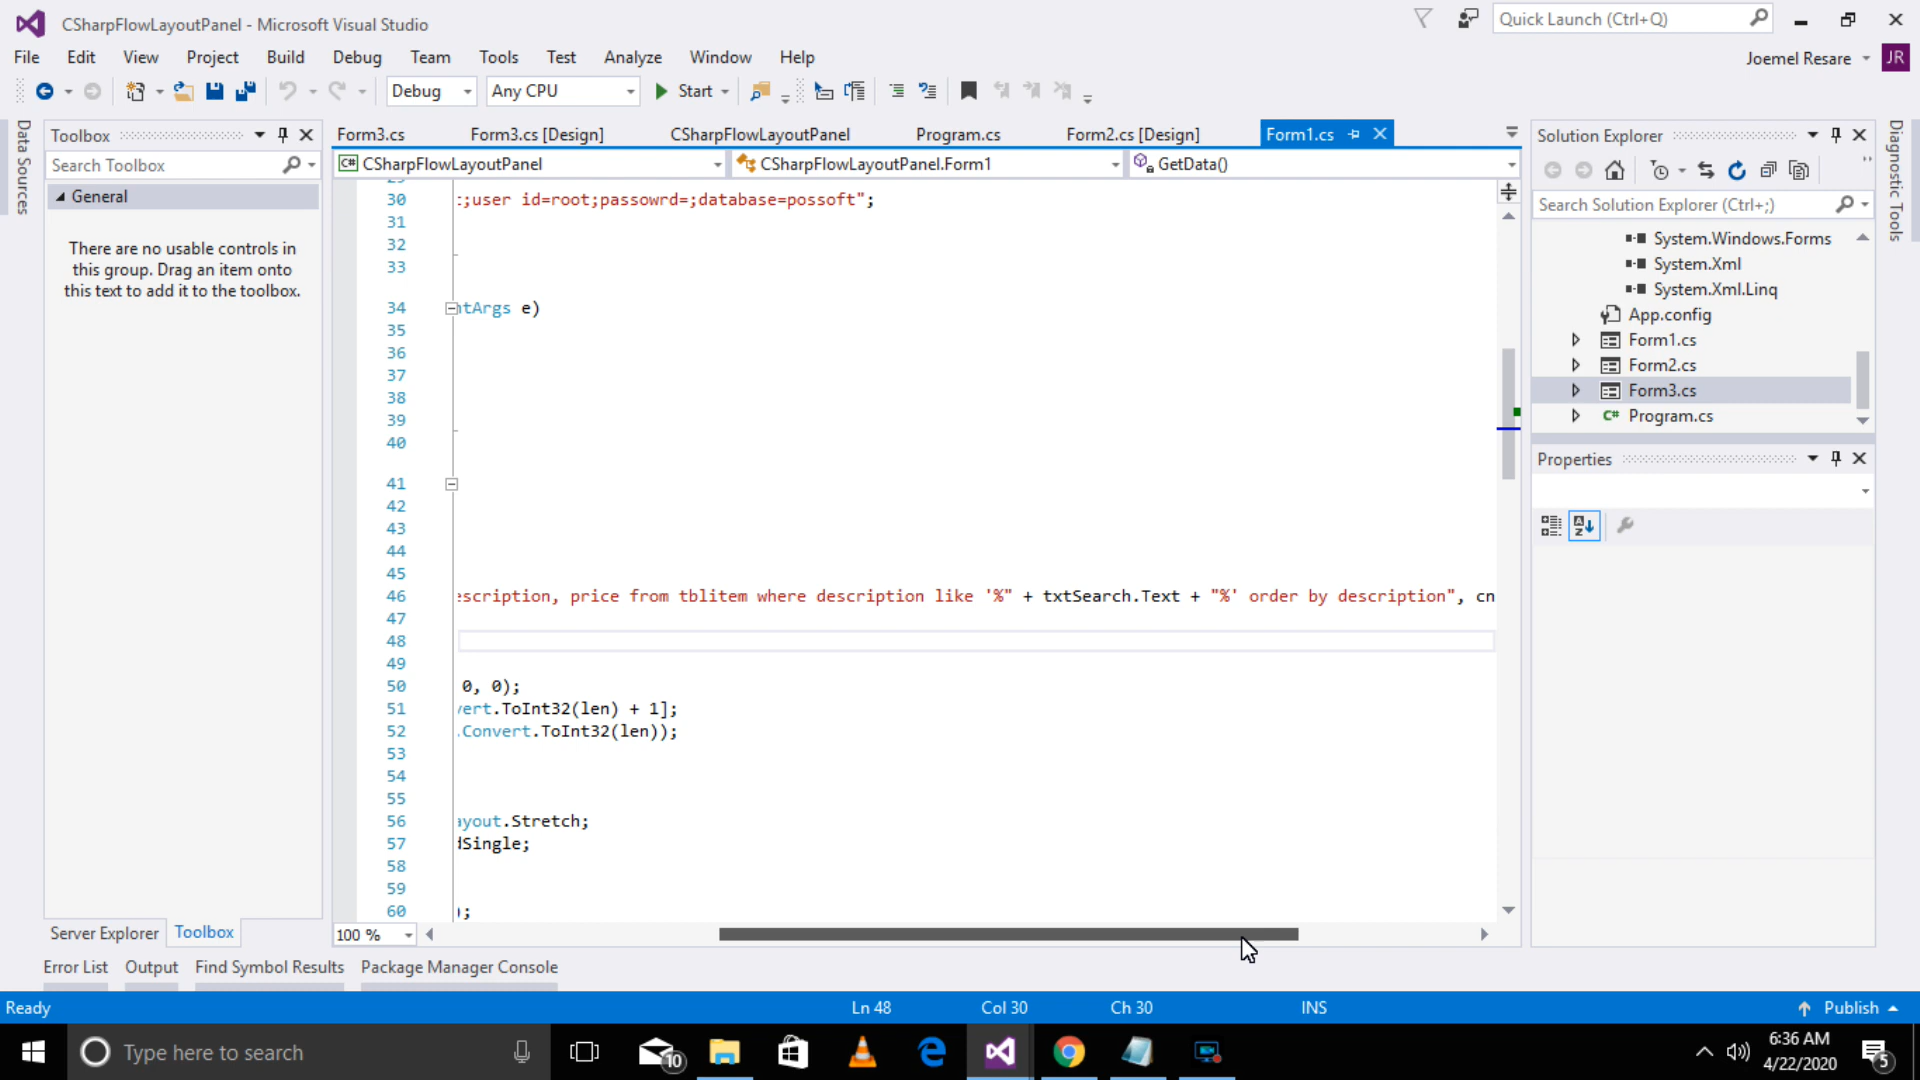 CSharpFlowLayoutPanel - Microsoft Visual Studio
Quick Launch (Ctrl+Q)
File Edit View Project Build Debug Team Tools Test Analyze Window Help
Joemel Resare JR
Debug Any CPU Start
Data Sources
Toolbox
Search Toolbox
General
There are no usable controls in
this group. Drag an item onto
this text to add it to the toolbox.
Server Explorer Toolbox
Form3.cs Form3.cs [Design] CSharpFlowLayoutPanel Program.cs Form2.cs [Design] Form1.cs
C# CSharpFlowLayoutPanel CSharpFlowLayoutPanel.Form1 GetData()
30 ;user id=root;passowrd=;database=possoft";
31
32
33
34 ntArgs e)
35
36
37
38
39
40
41
42
43
44
45
46 escription, price from tblitem where description like '%" + txtSearch.Text + "%' order by description", cn
47
48
49
50 0, 0);
51 vert.ToInt32(len) + 1];
52 .Convert.ToInt32(len));
53
54
55
56 ayout.Stretch;
57 dSingle;
58
59
60 );
100 %
Solution Explorer
Search Solution Explorer (Ctrl+;)
System.Windows.Forms
System.Xml
System.Xml.Linq
App.config
Form1.cs
Form2.cs
Form3.cs
C# Program.cs
Properties
Diagnostic Tools
Error List Output Find Symbol Results Package Manager Console
Ready Ln 48 Col 30 Ch 30 INS Publish
Type here to search
10
6:36 AM
4/22/2020
5